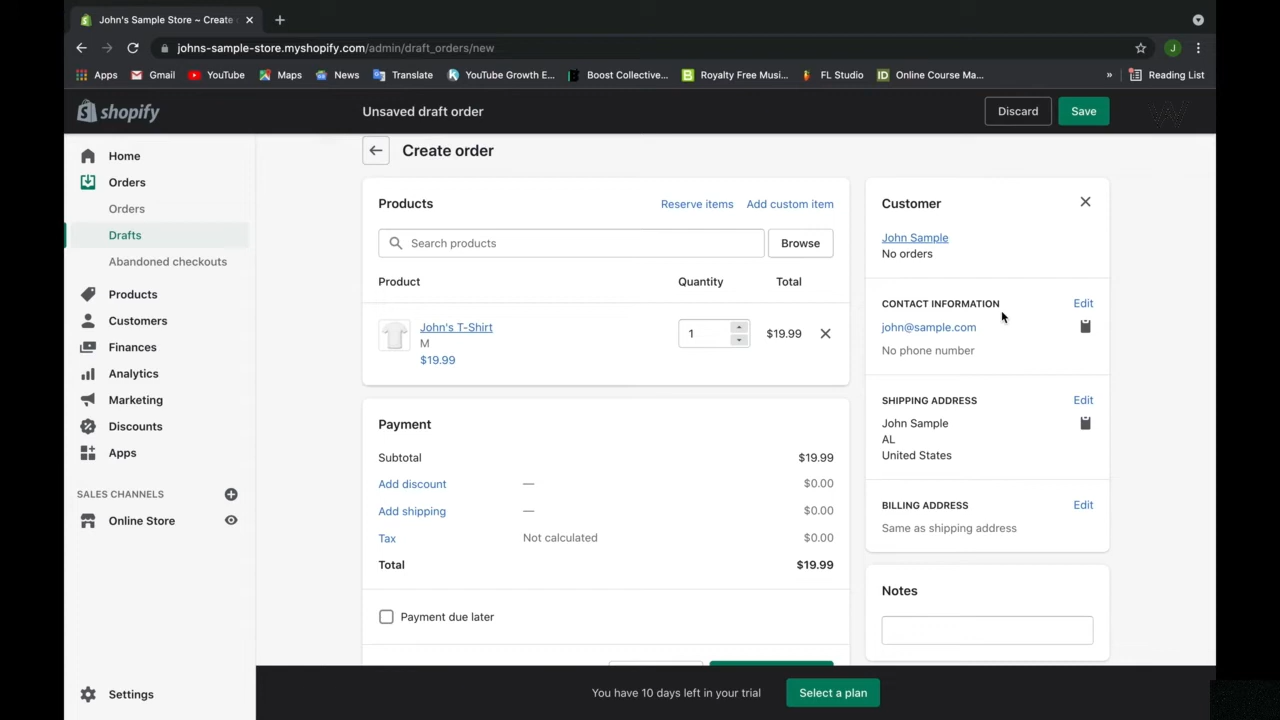 John's Sample Store ~ Create
johns-sample-store.myshopify.com/admin/draft_orders/new
J
Apps
Gmail
YouTube
Maps
News
Translate
YouTube Growth E...
Boost Collective...
Royalty Free Musi...
FL Studio
Online Course Ma...
»
Reading List
shopify
Unsaved draft order
Discard
Save
Home
Orders
Orders
Drafts
Abandoned checkouts
Products
Customers
Finances
Analytics
Marketing
Discounts
Apps
SALES CHANNELS
Online Store
Settings
Create order
Products
Reserve items
Add custom item
Search products
Browse
Product
Quantity
Total
John's T-Shirt
M
$19.99
1
$19.99
Payment
Subtotal
$19.99
Add discount
—
$0.00
Add shipping
—
$0.00
Tax
Not calculated
$0.00
Total
$19.99
Payment due later
Customer
John Sample
No orders
CONTACT INFORMATION
Edit
john@sample.com
No phone number
SHIPPING ADDRESS
Edit
John Sample
AL
United States
BILLING ADDRESS
Edit
Same as shipping address
Notes
You have 10 days left in your trial
Select a plan